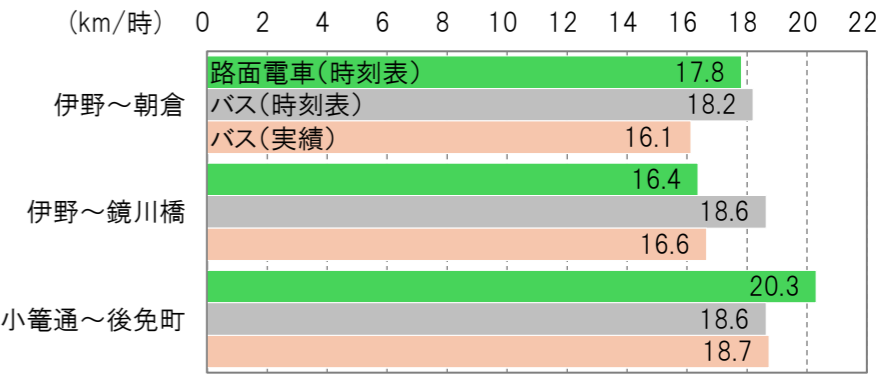 (km/時) 0 2 4 6 8 10 12 14 16 18 20 22
路面電車(時刻表) 17.8
伊野～朝倉 バス(時刻表) 18.2
バス(実績) 16.1
16.4
伊野～鏡川橋 18.6
16.6
20.3
小篭通～後免町 18.6
18.7